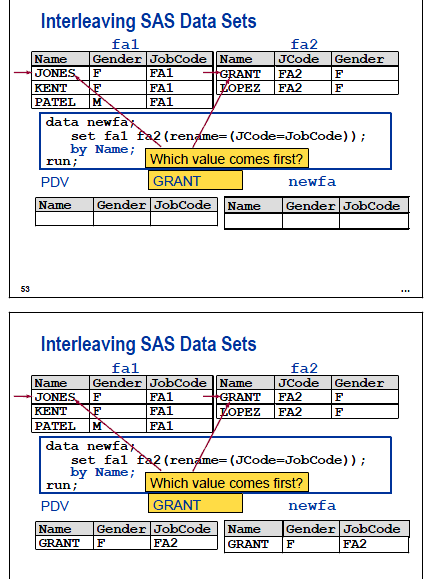 Interleaving SAS Data Sets
fa1 fa2
Name Gender JobCode Name JCode Gender
JONES F FA1 GRANT FA2 F
KENT F FA1 LOPEZ FA2 F
PATEL M FA1
data newfa;
set fa1 fa2(rename=(JCode=JobCode));
by Name;
run;
Which value comes first?
PDV GRANT newfa
Name Gender JobCode Name Gender JobCode
53 ...
Interleaving SAS Data Sets
fa1 fa2
Name Gender JobCode Name JCode Gender
JONES F FA1 GRANT FA2 F
KENT F FA1 LOPEZ FA2 F
PATEL M FA1
data newfa;
set fa1 fa2(rename=(JCode=JobCode));
by Name;
run;
Which value comes first?
PDV GRANT newfa
Name Gender JobCode Name Gender JobCode
GRANT F FA2 GRANT F FA2